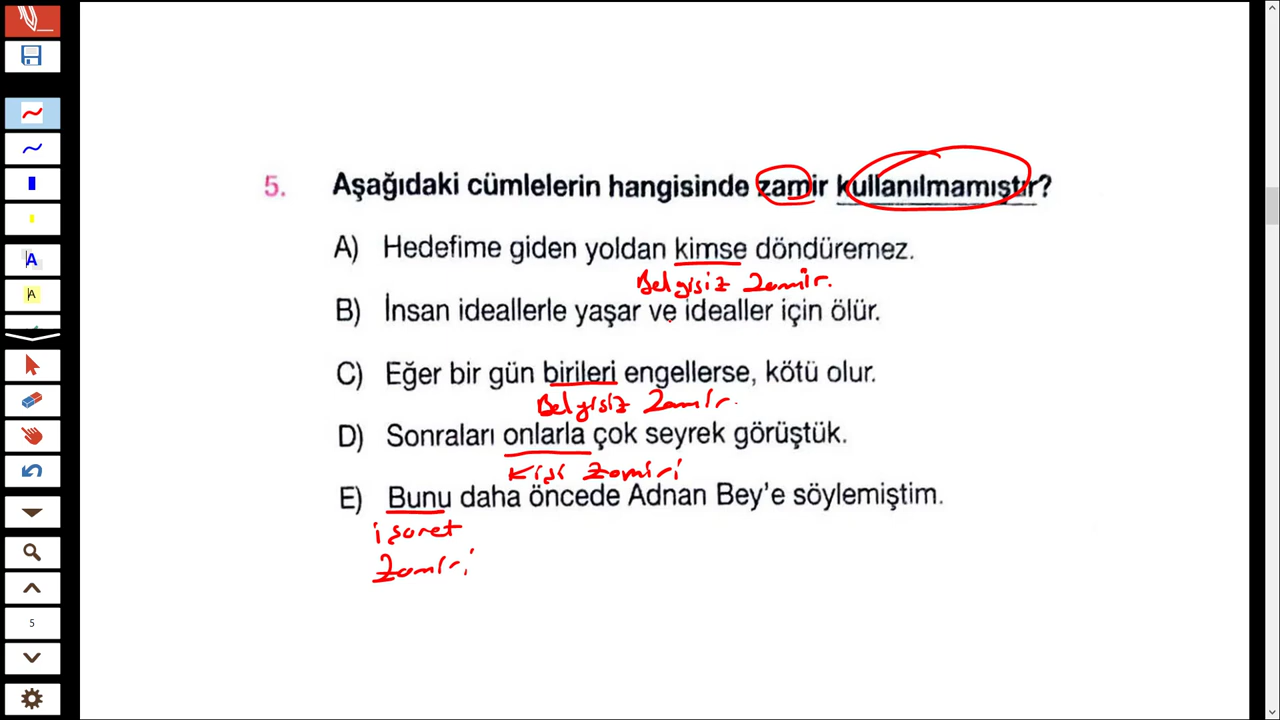 5. Aşağıdaki cümlelerin hangisinde zamir kullanılmamıştır?
A) Hedefime giden yoldan kimse döndüremez.
Belgisiz Zamir.
B) İnsan ideallerle yaşar ve idealler için ölür.
C) Eğer bir gün birileri engellerse, kötü olur.
Belgisiz Zamir.
D) Sonraları onlarla çok seyrek görüştük.
Kişi Zamiri
E) Bunu daha öncede Adnan Bey'e söylemiştim.
işaret
Zamiri
A
A
5